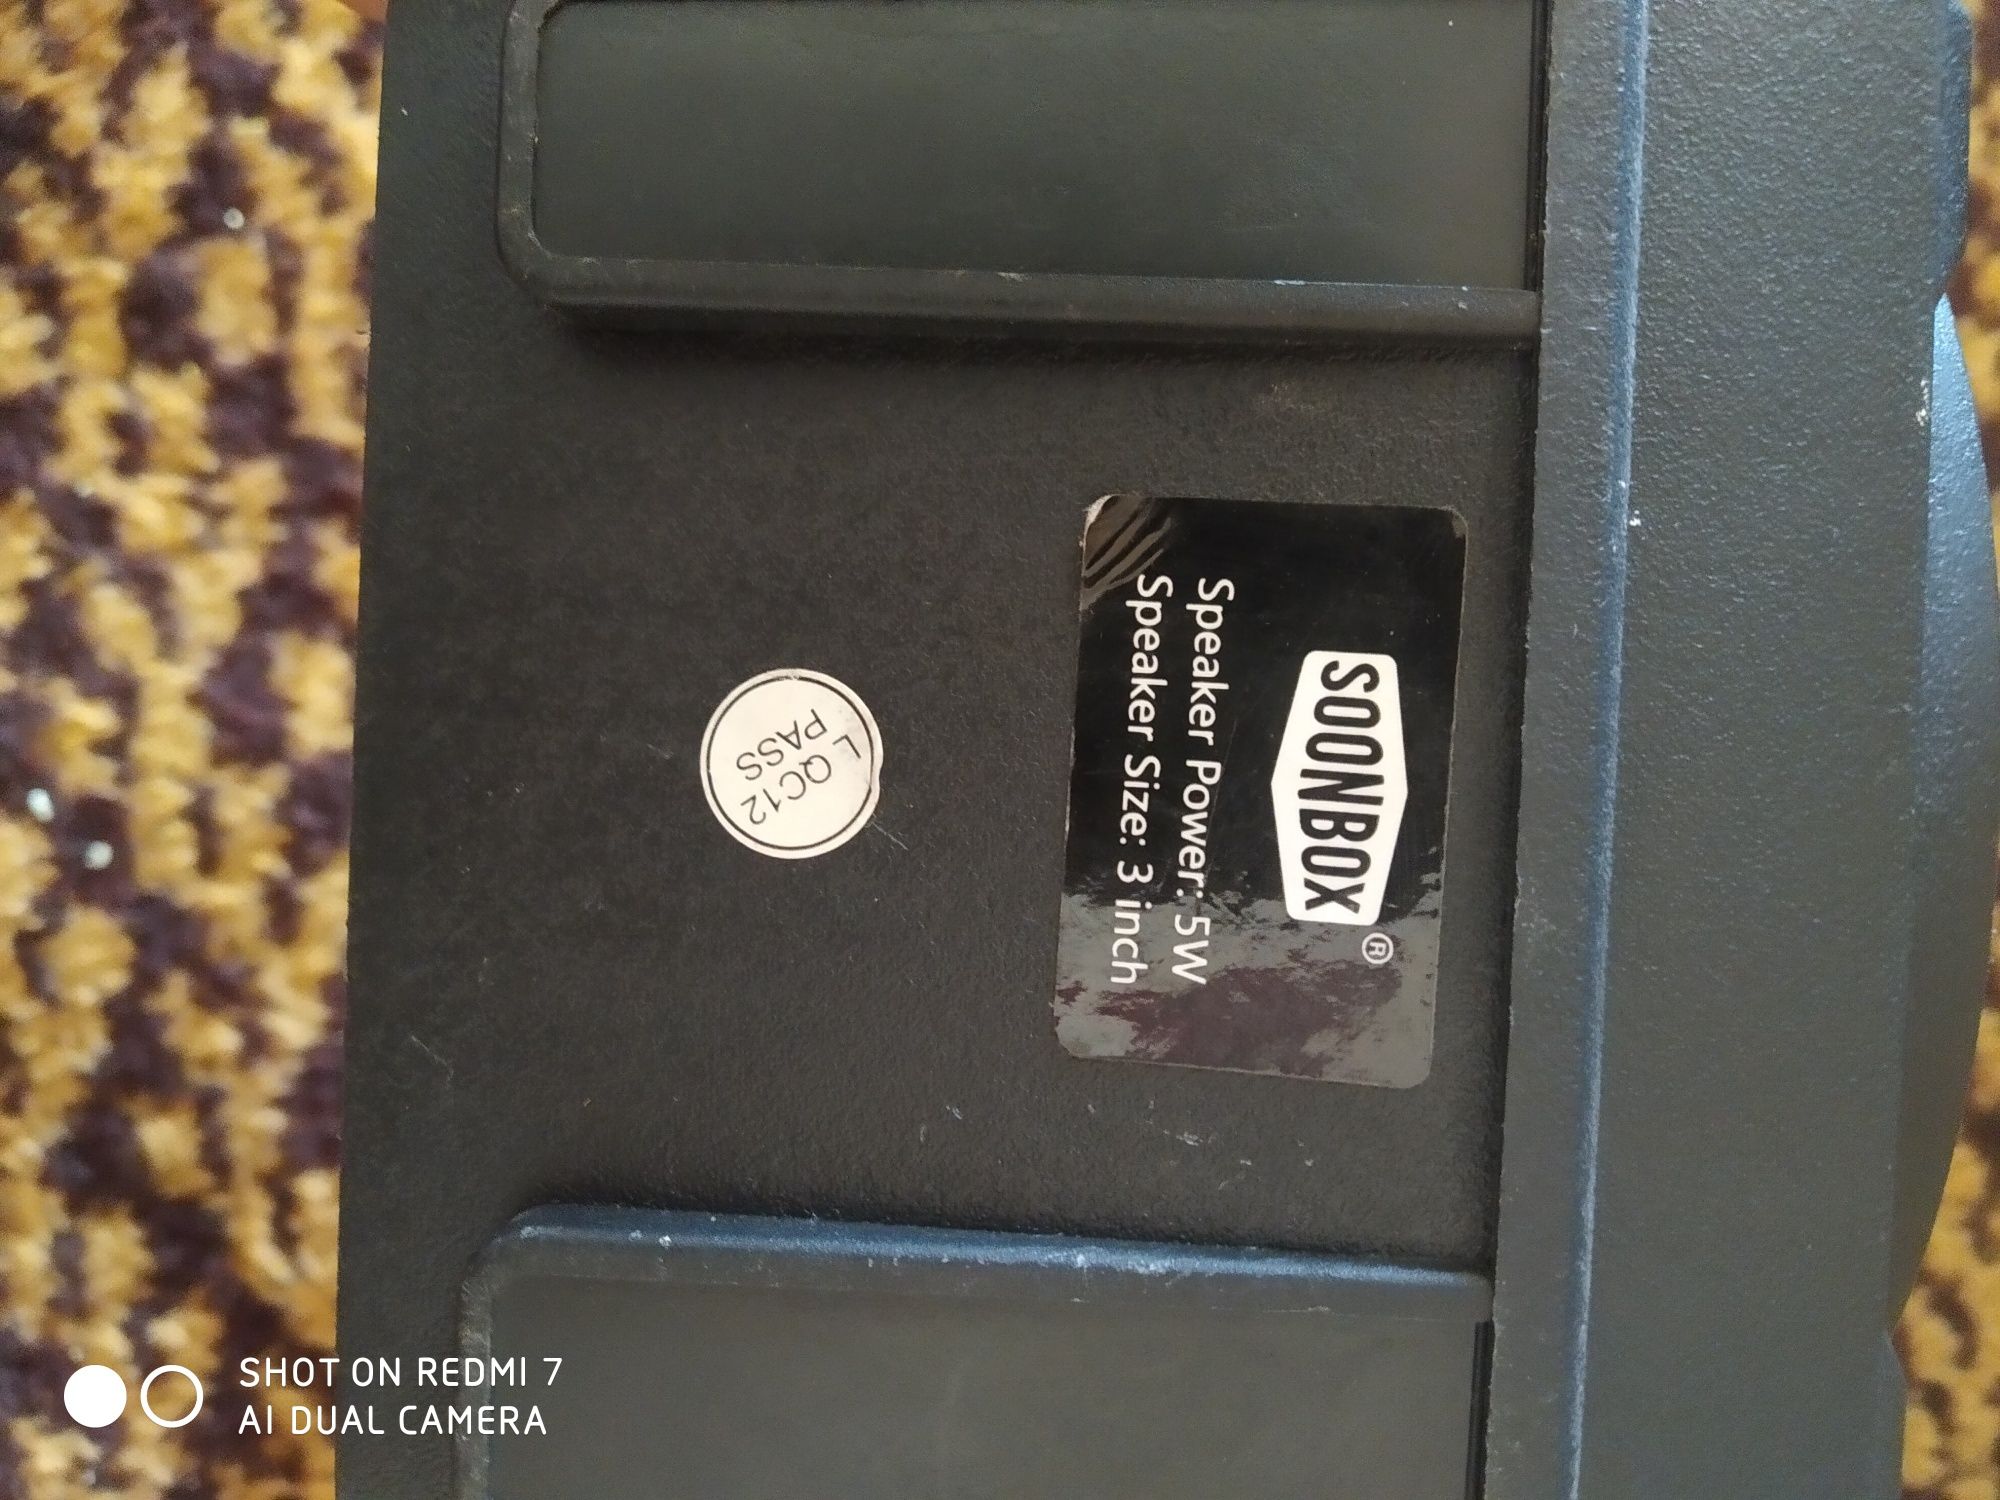 SOONBOX®
Speaker Power: 5W
Speaker Size: 3 inch
L
QC12
PASS
SHOT ON REDMI 7
AI DUAL CAMERA